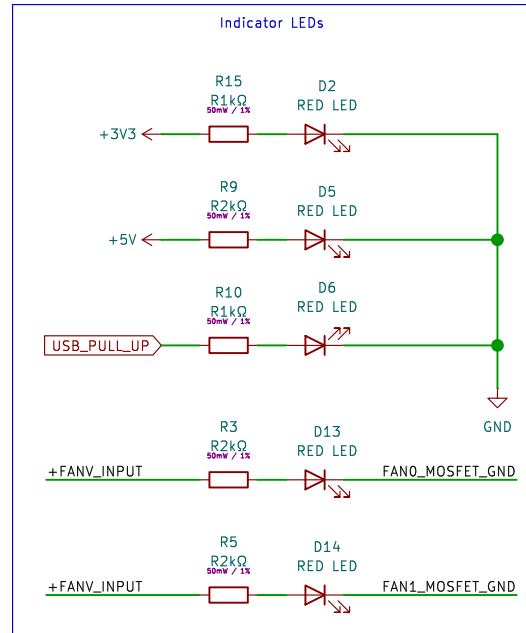 Indicator LEDs
R15
R1kΩ
50mW / 1%
D2
RED LED
+3V3
R9
R2kΩ
50mW / 1%
D5
RED LED
+5V
R10
R1kΩ
50mW / 1%
D6
RED LED
USB_PULL_UP
GND
R3
R2kΩ
50mW / 1%
D13
RED LED
+FANV_INPUT
FAN0_MOSFET_GND
R5
R2kΩ
50mW / 1%
D14
RED LED
+FANV_INPUT
FAN1_MOSFET_GND